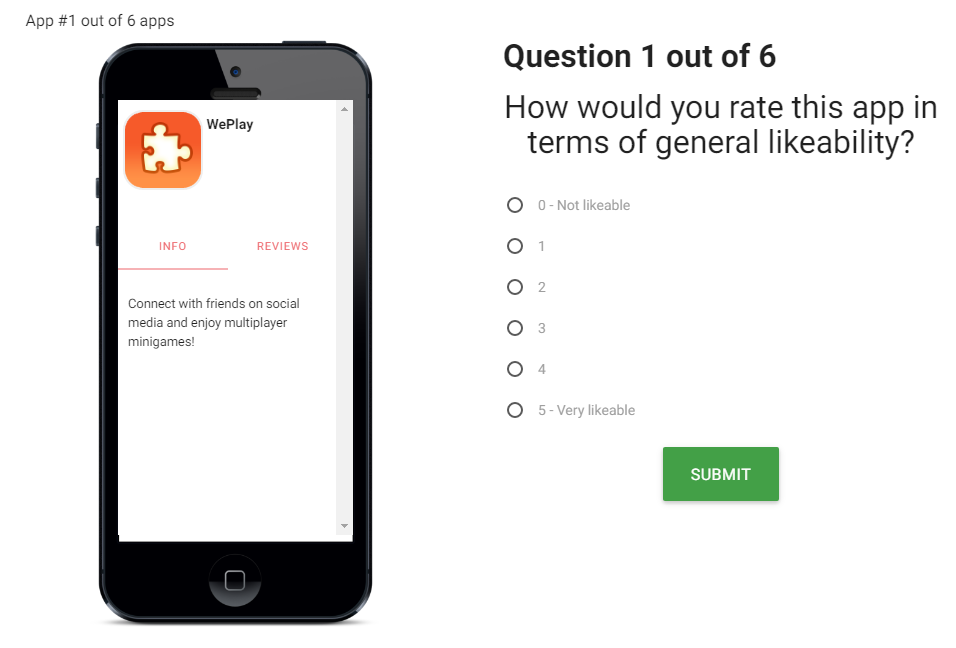 App #1 out of 6 apps
WePlay
INFO
REVIEWS
Connect with friends on social
media and enjoy multiplayer
minigames!
Question 1 out of 6
How would you rate this app in
terms of general likeability?
0 - Not likeable
1
2
3
4
5 - Very likeable
SUBMIT